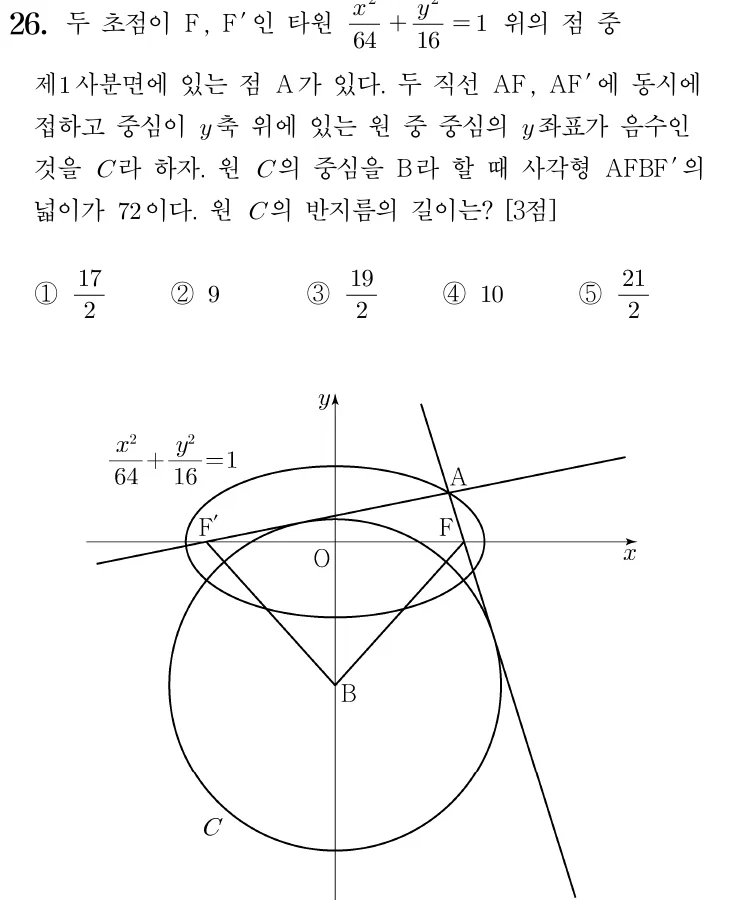 26. 두 초점이 F, F′인 타원 x²/64 + y²/16 = 1 위의 점 중
제1사분면에 있는 점 A가 있다. 두 직선 AF, AF′에 동시에
접하고 중심이 y축 위에 있는 원 중 중심의 y좌표가 음수인
것을 C라 하자. 원 C의 중심을 B라 할 때 사각형 AFBF′의
넓이가 72이다. 원 C의 반지름의 길이는? [3점]
① 17/2 ② 9 ③ 19/2 ④ 10 ⑤ 21/2
y
x²/64 + y²/16 = 1
A
F′
F
O
x
B
C